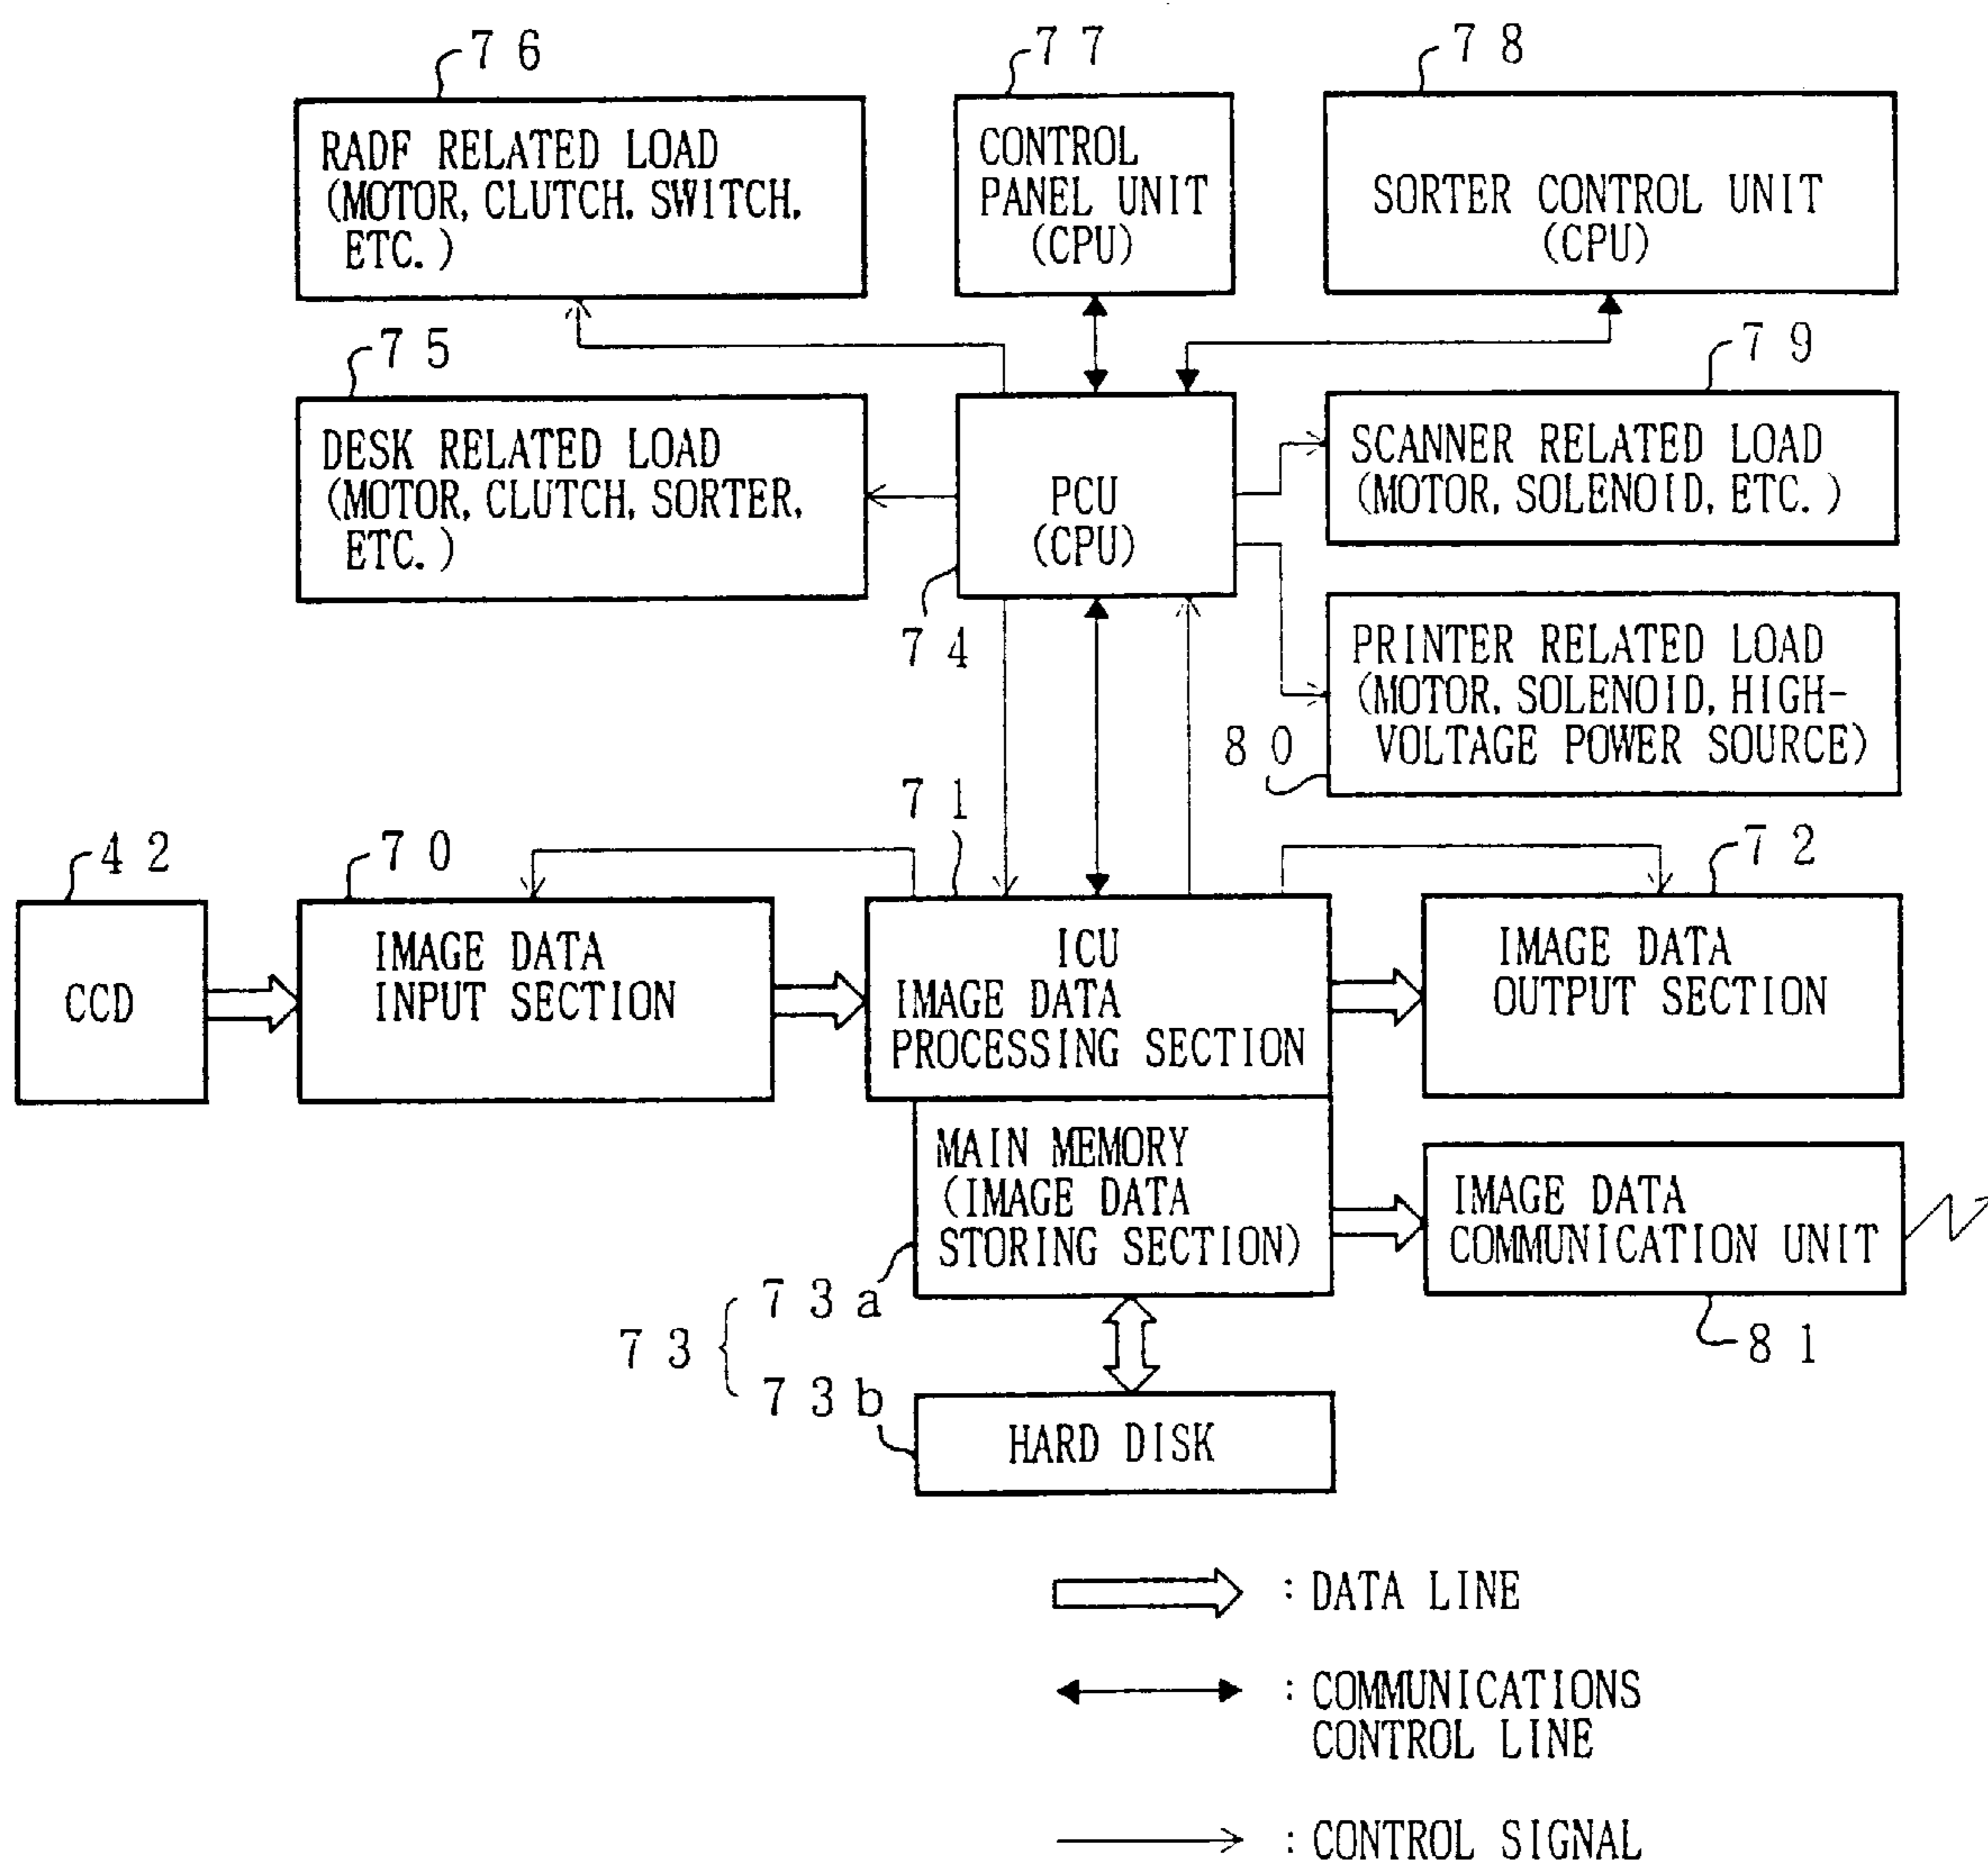 76
RADF RELATED LOAD
(MOTOR, CLUTCH, SWITCH,
ETC.)
77
CONTROL
PANEL UNIT
(CPU)
78
SORTER CONTROL UNIT
(CPU)
75
DESK RELATED LOAD
(MOTOR, CLUTCH, SORTER,
ETC.)
PCU
(CPU)
74
79
SCANNER RELATED LOAD
(MOTOR, SOLENOID, ETC.)
PRINTER RELATED LOAD
(MOTOR, SOLENOID, HIGH-
VOLTAGE POWER SOURCE)
80
42
CCD
70
IMAGE DATA
INPUT SECTION
71
ICU
IMAGE DATA
PROCESSING SECTION
72
IMAGE DATA
OUTPUT SECTION
MAIN MEMORY
(IMAGE DATA
STORING SECTION)
IMAGE DATA
COMMUNICATION UNIT
81
73
73a
73b
HARD DISK
: DATA LINE
: COMMUNICATIONS
CONTROL LINE
: CONTROL SIGNAL